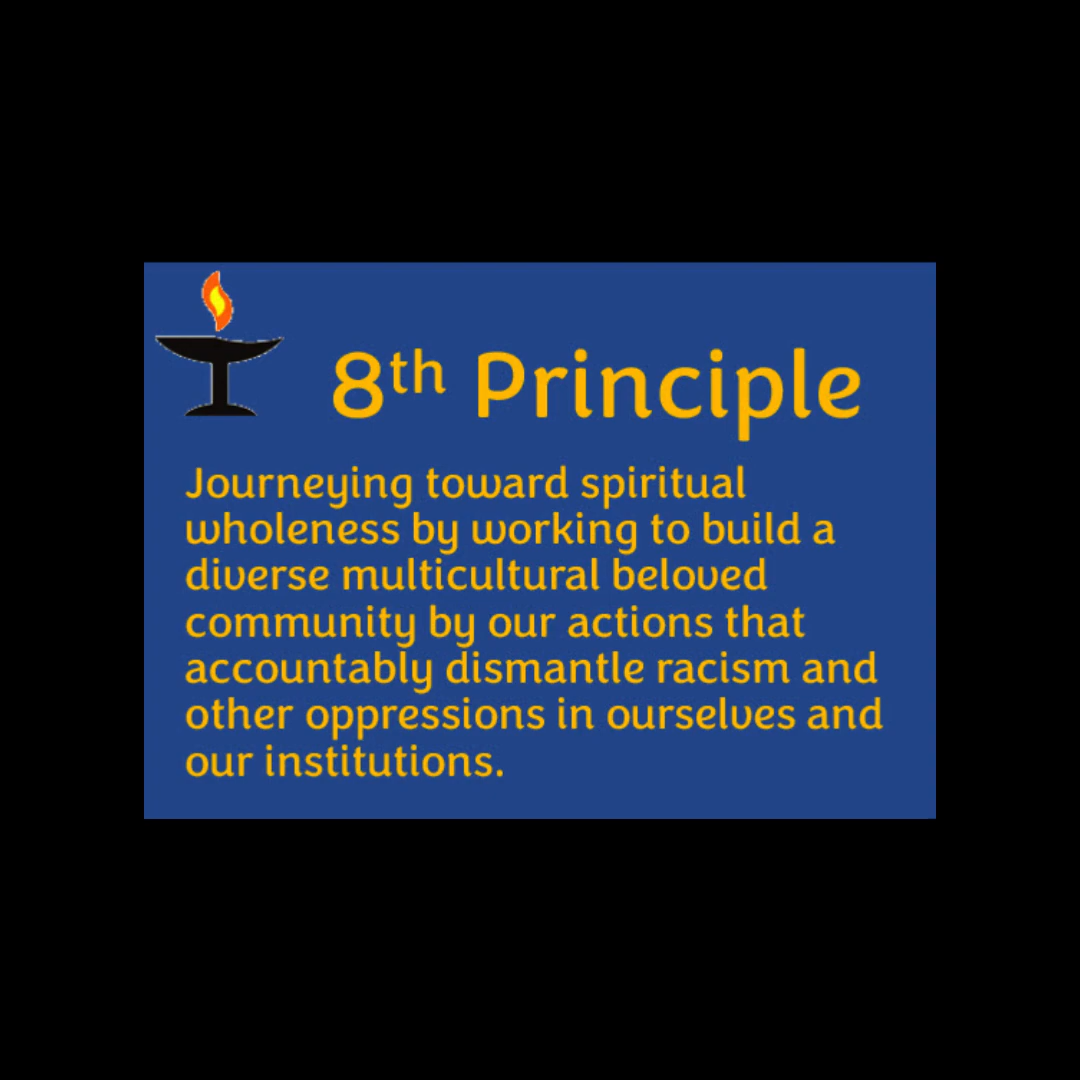 8th Principle
Journeying toward spiritual
wholeness by working to build a
diverse multicultural beloved
community by our actions that
accountably dismantle racism and
other oppressions in ourselves and
our institutions.